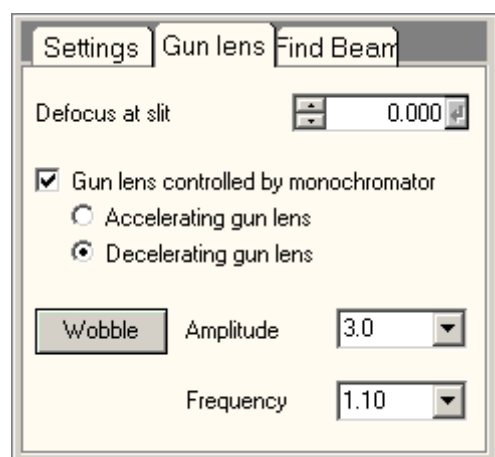 Settings Gun lens Find Beam
Defocus at slit 0.000
Gun lens controlled by monochromator
Accelerating gun lens
Decelerating gun lens
Wobble Amplitude 3.0
Frequency 1.10